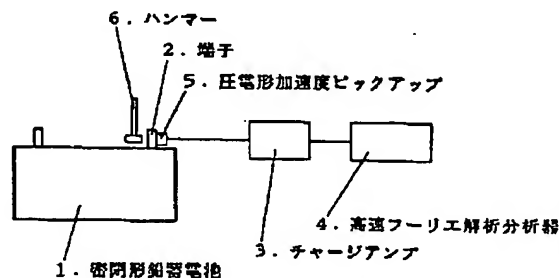 6．ハンマー
2．端子
5．圧電形加速度ピックアップ
4．高速フーリエ解析分析器
3．チャージアンプ
1．密閉形鉛蓄電池